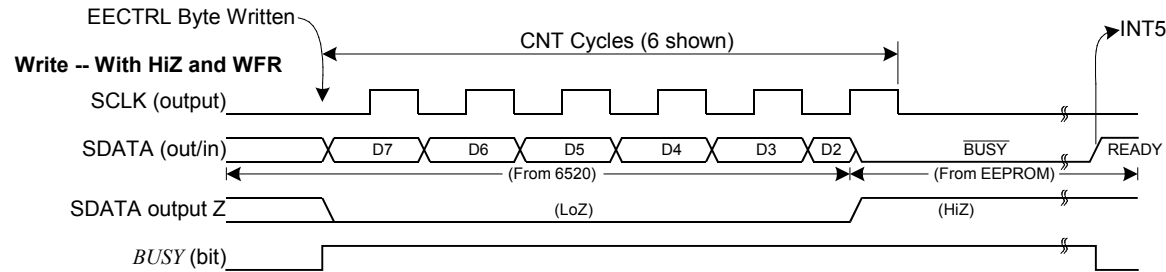 EECTRL Byte Written
INT5
CNT Cycles (6 shown)
Write -- With HiZ and WFR
SCLK (output)
SDATA (out/in) D7 D6 D5 D4 D3 D2 BUSY READY
(From 6520) (From EEPROM)
SDATA output Z (LoZ) (HiZ)
BUSY (bit)